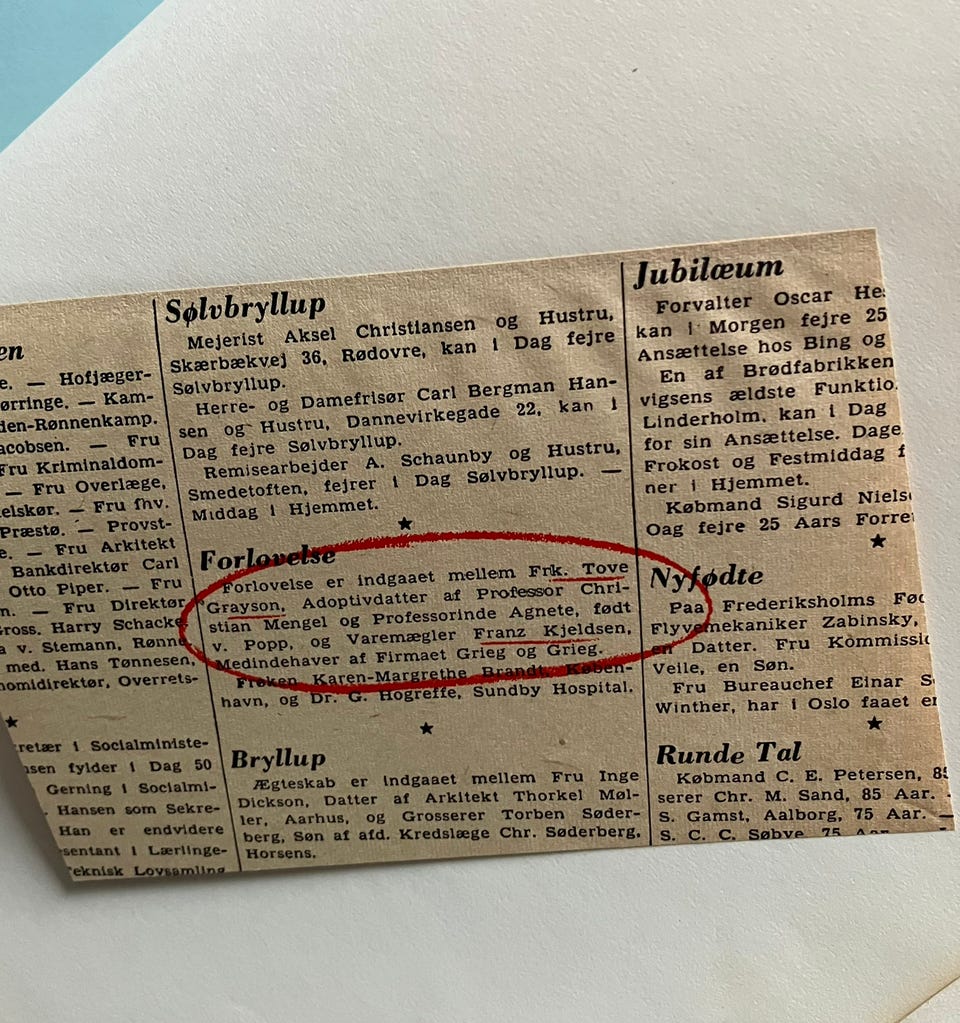 en
e. — Hofjæger-
ørringe. — Kam-
den-Rønnenkamp.
acobsen. — Fru
Fru Kriminaldom-
— Fru Overlæge,
elskør. — Fru fhv.
Præstø. — Provst-
e. — Fru Arkitekt
Bankdirektør Carl
Otto Piper. — Fru
n. — Fru Direktør
Gross. Harry Schacke
a v. Stemann, Rønne
med. Hans Tønnesen,
nomidirektør, Overrets-
★
retær i Socialministe-
nsen fylder i Dag 50
Gerning i Socialmi-
. Hansen som Sekre-
Han er endvidere
sentant i Lærlinge-
eknisk Lovsamling
Sølvbryllup
Mejerist Aksel Christiansen og Hustru,
Skærbækvej 36, Rødovre, kan i Dag fejre
Sølvbryllup.
Herre- og Damefrisør Carl Bergman Han-
sen og Hustru, Dannevirkegade 22, kan i
Dag fejre Sølvbryllup.
Remisearbejder A. Schaunby og Hustru,
Smedetoften, fejrer i Dag Sølvbryllup. —
Middag i Hjemmet.
★
Forlovelse
Forlovelse er indgaaet mellem Frk. Tove
Grayson, Adoptivdatter af Professor Chri-
stian Mengel og Professorinde Agnete, født
v. Popp, og Varemægler Franz Kjeldsen,
Medindehaver af Firmaet Grieg og Grieg.
Frøken Karen-Margrethe Brandt, Køben-
havn, og Dr. G. Hogreffe, Sundby Hospital.
★
Bryllup
Ægteskab er indgaaet mellem Fru Inge
Dickson, Datter af Arkitekt Thorkel Møl-
ler, Aarhus, og Grosserer Torben Søder-
berg, Søn af afd. Kredslæge Chr. Søderberg,
Horsens.
Jubilæum
Forvalter Oscar He
kan i Morgen fejre 25
Ansættelse hos Bing og
En af Brødfabrikken
vigsens ældste Funktio
Linderholm, kan i Dag
for sin Ansættelse. Dage
Frokost og Festmiddag f
ner i Hjemmet.
Købmand Sigurd Niels
Oag fejre 25 Aars Forre
★
Nyfødte
Paa Frederiksholms Fød
Flyvemekaniker Zabinsky,
en Datter. Fru Kommissi
Vejle, en Søn.
Fru Bureauchef Einar S
Winther, har i Oslo faaet e
★
Runde Tal
Købmand C. E. Petersen, 85
serer Chr. M. Sand, 85 Aar.
S. Gamst, Aalborg, 75 Aar. —
S. C. C. Søbye, 75 Aar